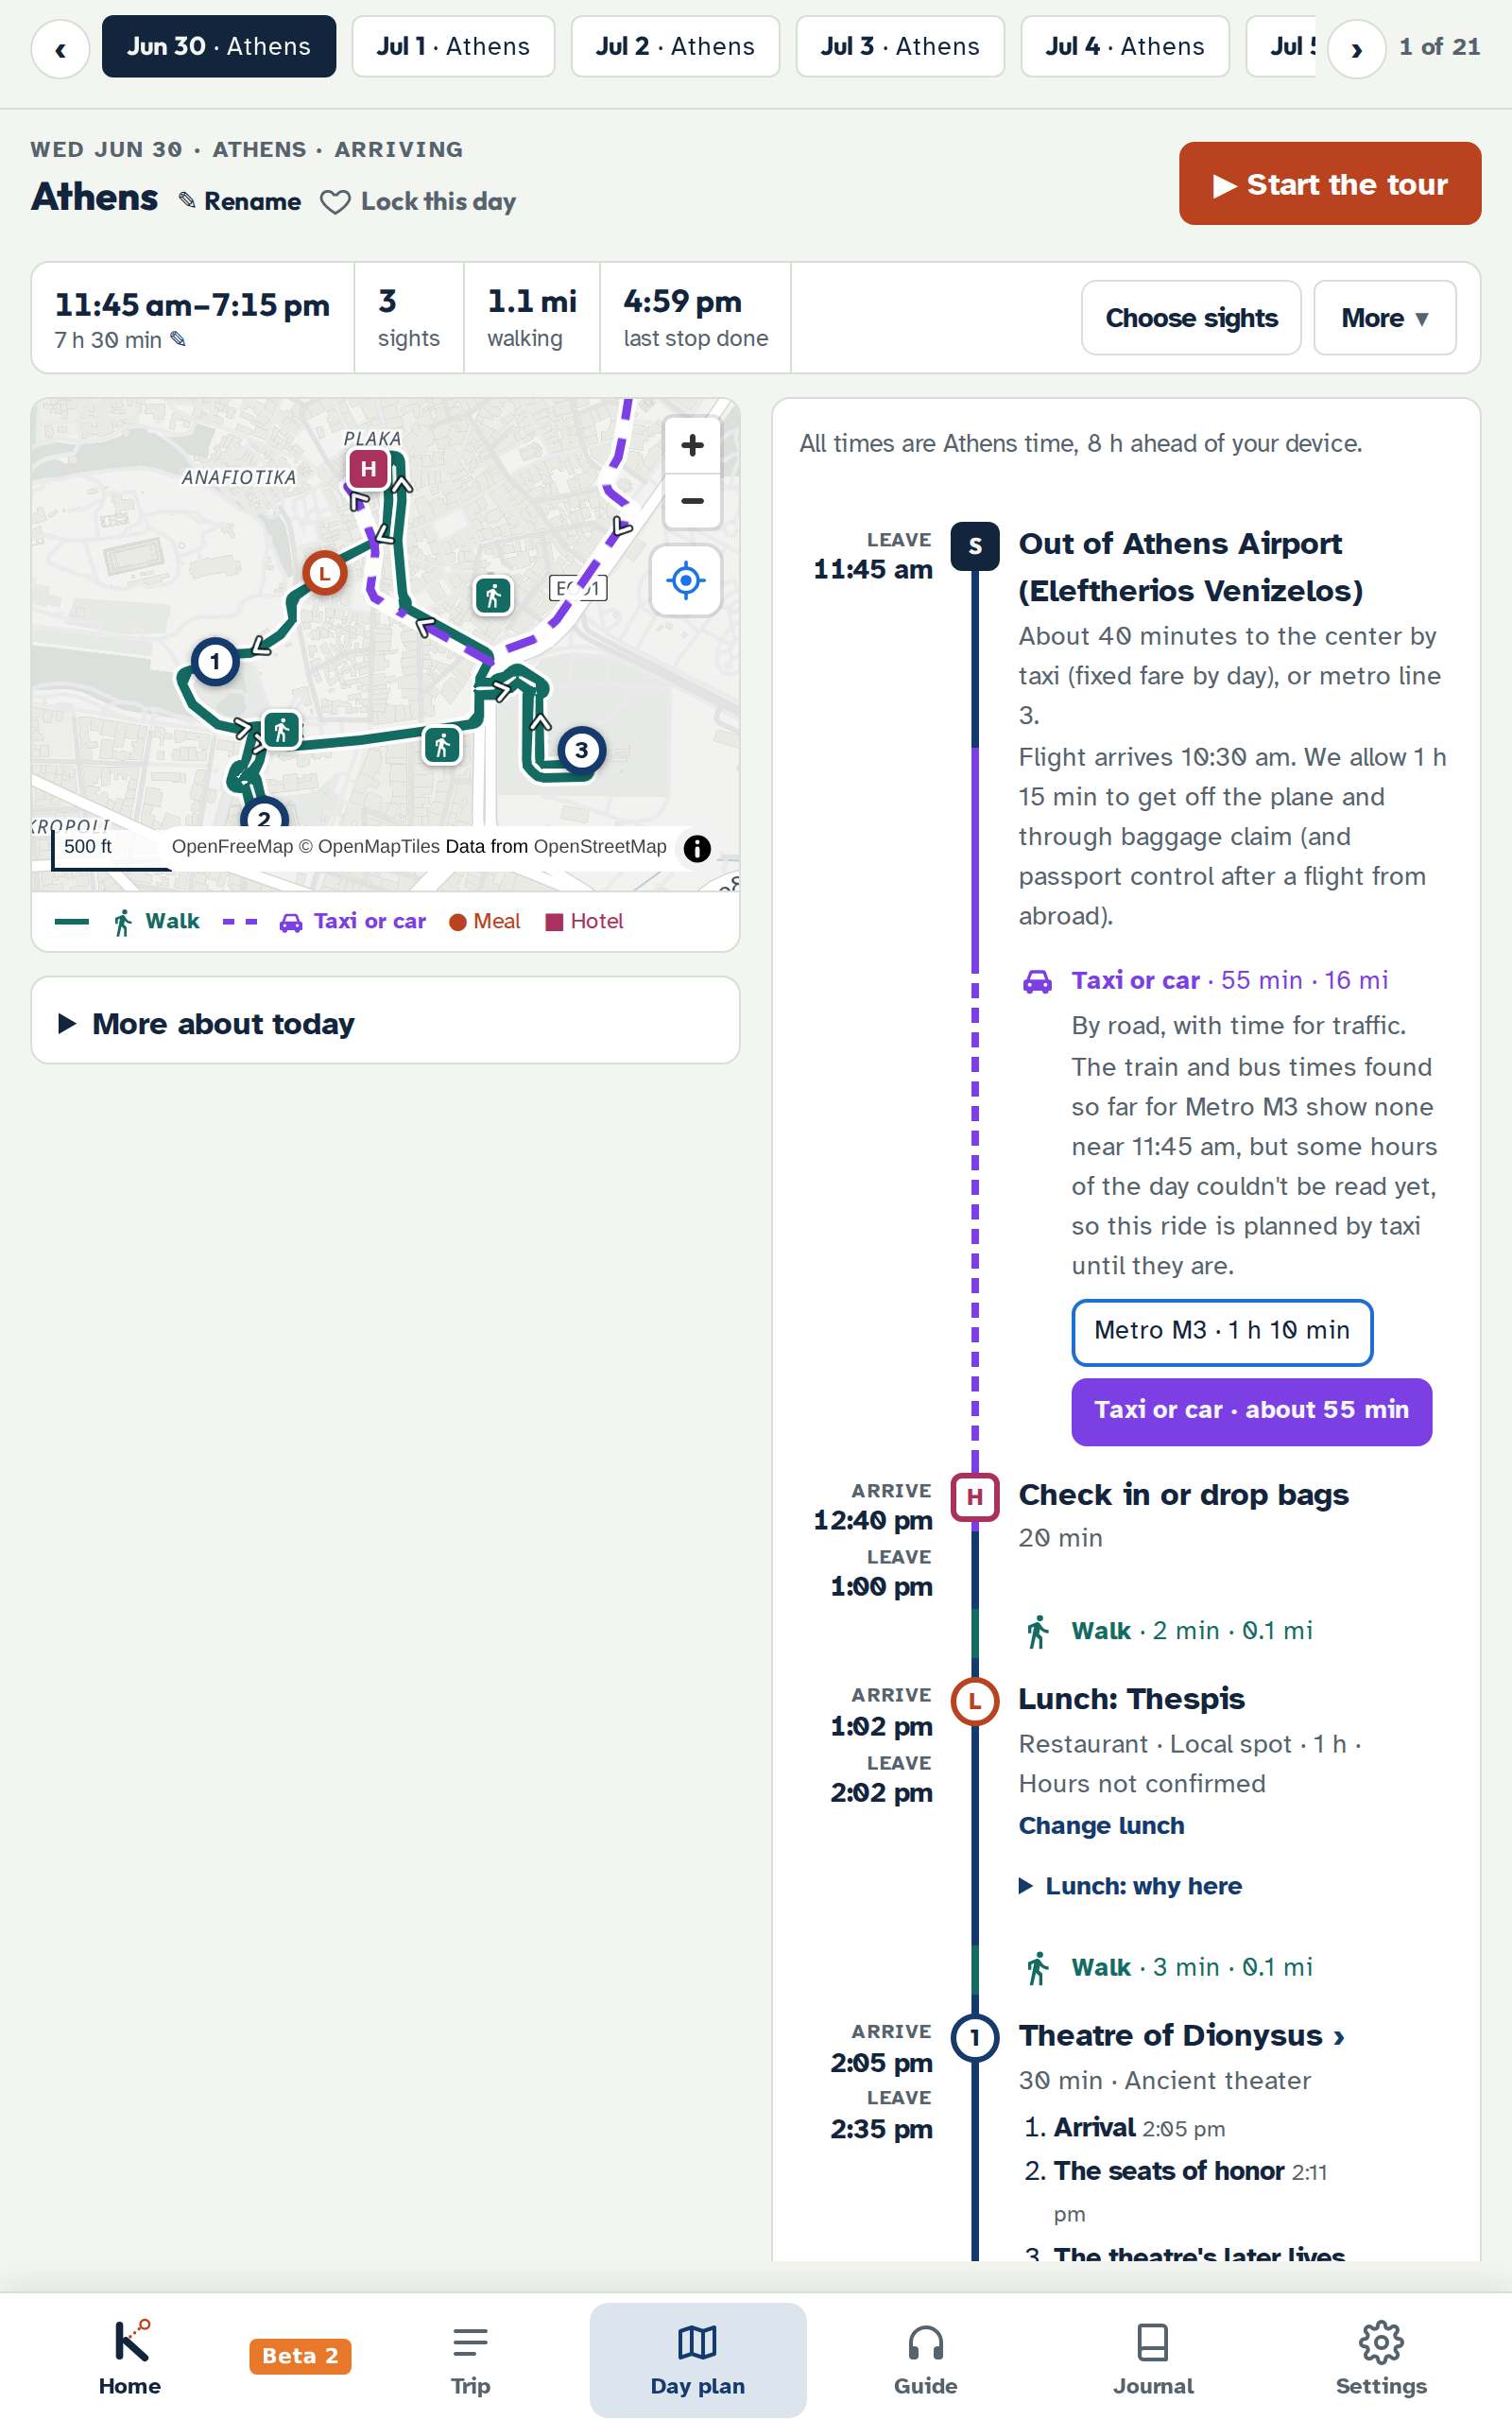 ‹
Jun 30 · Athens
Jul 1 · Athens
Jul 2 · Athens
Jul 3 · Athens
Jul 4 · Athens
Jul
›
1 of 21
WED JUN 30 · ATHENS · ARRIVING
Athens
✎ Rename
Lock this day
▶ Start the tour
11:45 am–7:15 pm
7 h 30 min ✎
3
sights
1.1 mi
walking
4:59 pm
last stop done
Choose sights
More ▼
PLAKA
ANAFIOTIKA
H
L
1
2
3
+
−
500 ft
OpenFreeMap © OpenMapTiles Data from OpenStreetMap
Walk
Taxi or car
Meal
Hotel
▶ More about today
All times are Athens time, 8 h ahead of your device.
LEAVE
11:45 am
S
Out of Athens Airport
(Eleftherios Venizelos)
About 40 minutes to the center by
taxi (fixed fare by day), or metro line
3.
Flight arrives 10:30 am. We allow 1 h
15 min to get off the plane and
through baggage claim (and
passport control after a flight from
abroad).
Taxi or car · 55 min · 16 mi
By road, with time for traffic.
The train and bus times found
so far for Metro M3 show none
near 11:45 am, but some hours
of the day couldn't be read yet,
so this ride is planned by taxi
until they are.
Metro M3 · 1 h 10 min
Taxi or car · about 55 min
ARRIVE
12:40 pm
LEAVE
1:00 pm
H
Check in or drop bags
20 min
Walk · 2 min · 0.1 mi
ARRIVE
1:02 pm
LEAVE
2:02 pm
L
Lunch: Thespis
Restaurant · Local spot · 1 h ·
Hours not confirmed
Change lunch
▶ Lunch: why here
Walk · 3 min · 0.1 mi
ARRIVE
2:05 pm
LEAVE
2:35 pm
1
Theatre of Dionysus ›
30 min · Ancient theater
1. Arrival 2:05 pm
2. The seats of honor 2:11
pm
3. The theatre's later lives
Home
Beta 2
Trip
Day plan
Guide
Journal
Settings